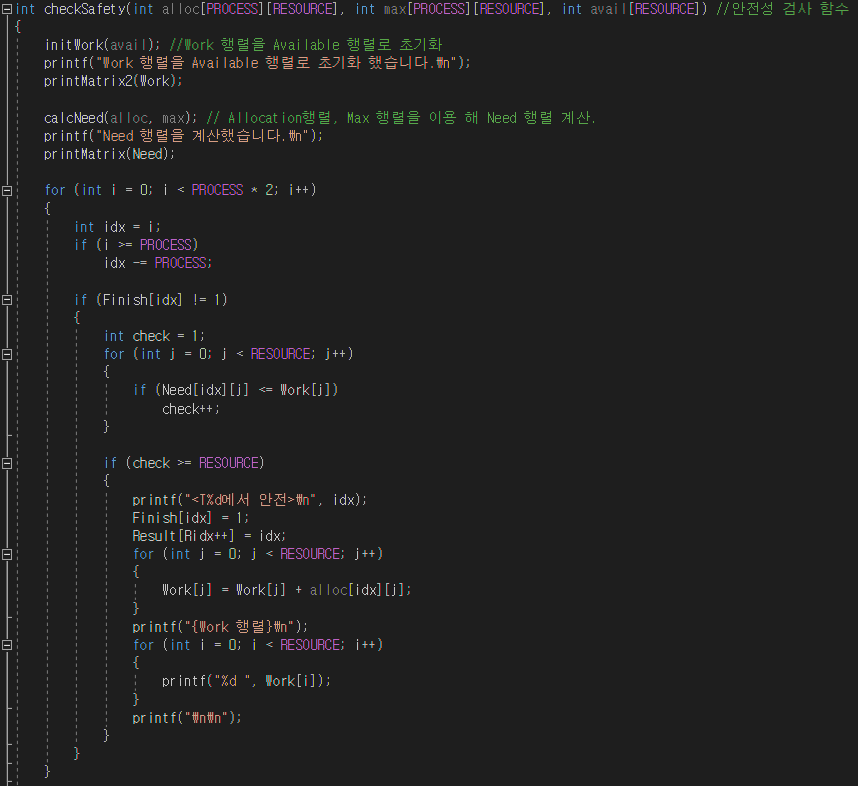 int checkSafety(int alloc[PROCESS][RESOURCE], int max[PROCESS][RESOURCE], int avail[RESOURCE]) //안전성 검사 함수
{
    initWork(avail); //Work 행렬을 Available 행렬로 초기화
    printf("Work 행렬을 Available 행렬로 초기화 했습니다.₩n");
    printMatrix2(Work);

    calcNeed(alloc, max); // Allocation행렬, Max 행렬을 이용 해 Need 행렬 계산.
    printf("Need 행렬을 계산했습니다.₩n");
    printMatrix(Need);

    for (int i = 0; i < PROCESS * 2; i++)
    {
        int idx = i;
        if (i >= PROCESS)
            idx -= PROCESS;

        if (Finish[idx] != 1)
        {
            int check = 1;
            for (int j = 0; j < RESOURCE; j++)
            {
                if (Need[idx][j] <= Work[j])
                    check++;
            }

            if (check >= RESOURCE)
            {
                printf("<T%d에서 안전>₩n", idx);
                Finish[idx] = 1;
                Result[Ridx++] = idx;
                for (int j = 0; j < RESOURCE; j++)
                {
                    Work[j] = Work[j] + alloc[idx][j];
                }
                printf("{Work 행렬}₩n");
                for (int i = 0; i < RESOURCE; i++)
                {
                    printf("%d ", Work[i]);
                }
                printf("₩n₩n");
            }
        }
    }